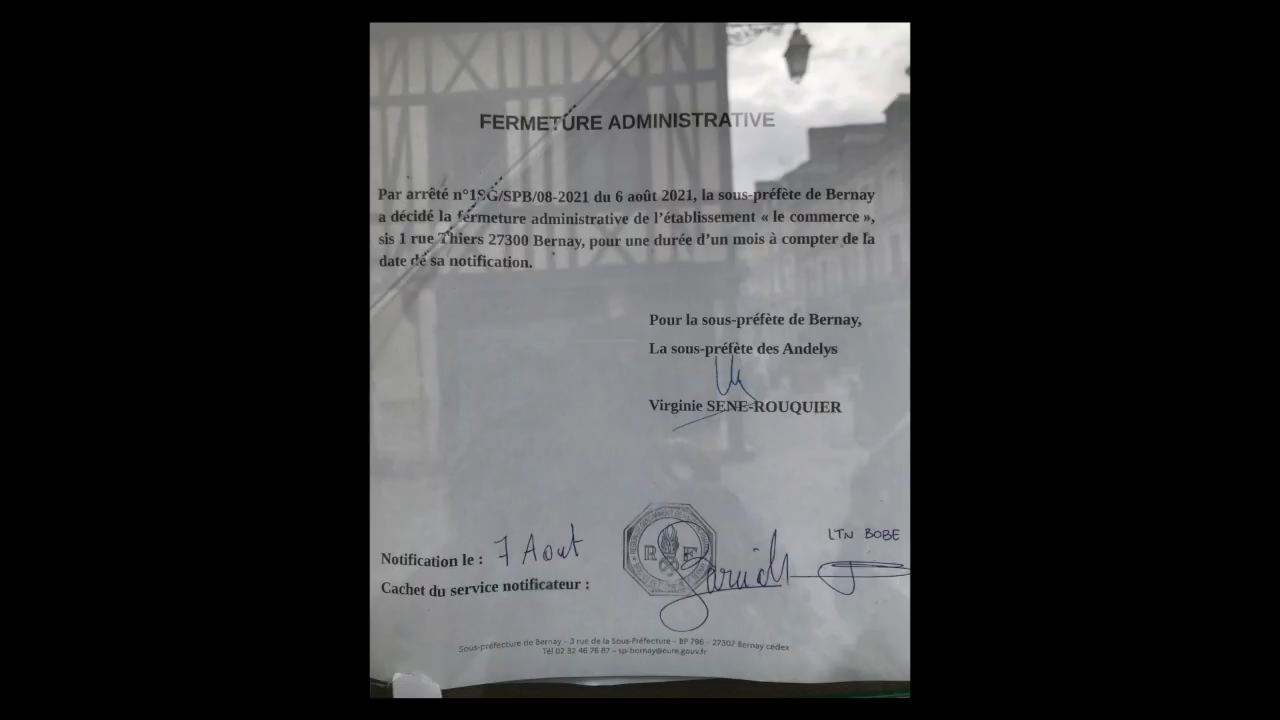 FERMETURE ADMINISTRATIVE
Par arrêté n°1SG/SPB/08-2021 du 6 août 2021, la sous-préfète de Bernay
a décidé la fermeture administrative de l'établissement « le commerce »,
sis 1 rue Thiers 27300 Bernay, pour une durée d'un mois à compter de la
date de sa notification.
Pour la sous-préfète de Bernay,
La sous-préfète des Andelys
Virginie SENE-ROUQUIER
LTN BOBE
Notification le : 7 Aout
R F
Cachet du service notificateur :
Sous-préfecture de Bernay – 3 rue de la Sous-Préfecture – BP 796 – 27307 Bernay cedex
Tél 02 32 46 76 87 – sp-bernay@eure.gouv.fr